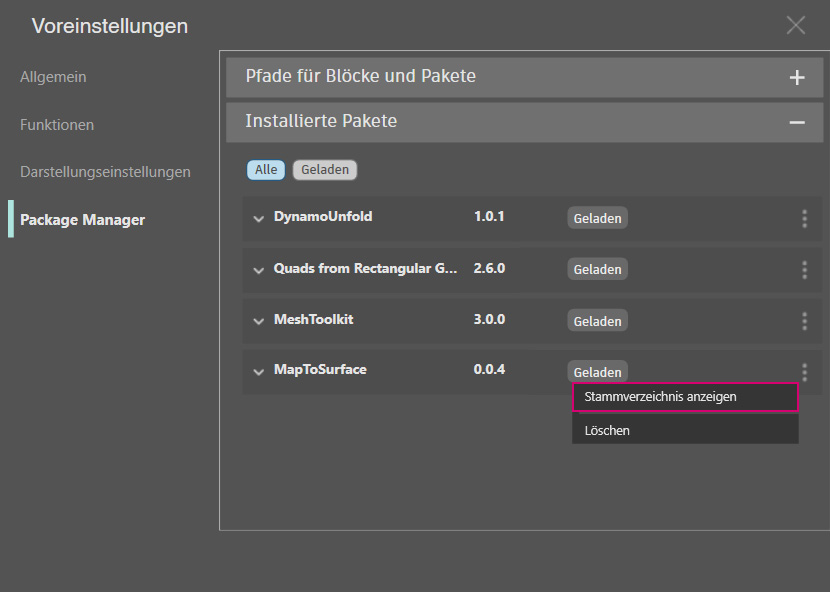 Voreinstellungen
Allgemein
Funktionen
Darstellungseinstellungen
Package Manager
Pfade für Blöcke und Pakete
Installierte Pakete
Alle Geladen
DynamoUnfold 1.0.1 Geladen
Quads from Rectangular G... 2.6.0 Geladen
MeshToolkit 3.0.0 Geladen
MapToSurface 0.0.4 Geladen
Stammverzeichnis anzeigen
Löschen